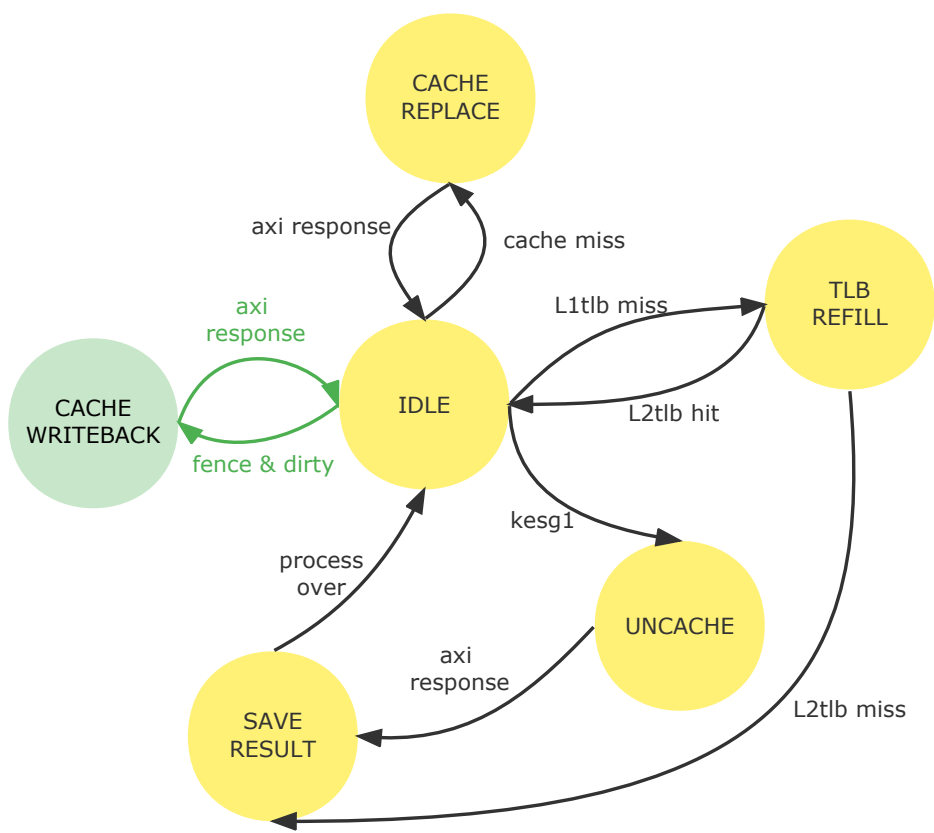 CACHE
REPLACE
axi response
cache miss
TLB
REFILL
L1tlb miss
axi
response
CACHE
WRITEBACK
IDLE
L2tlb hit
fence & dirty
kesg1
process
over
UNCACHE
axi
response
L2tlb miss
SAVE
RESULT